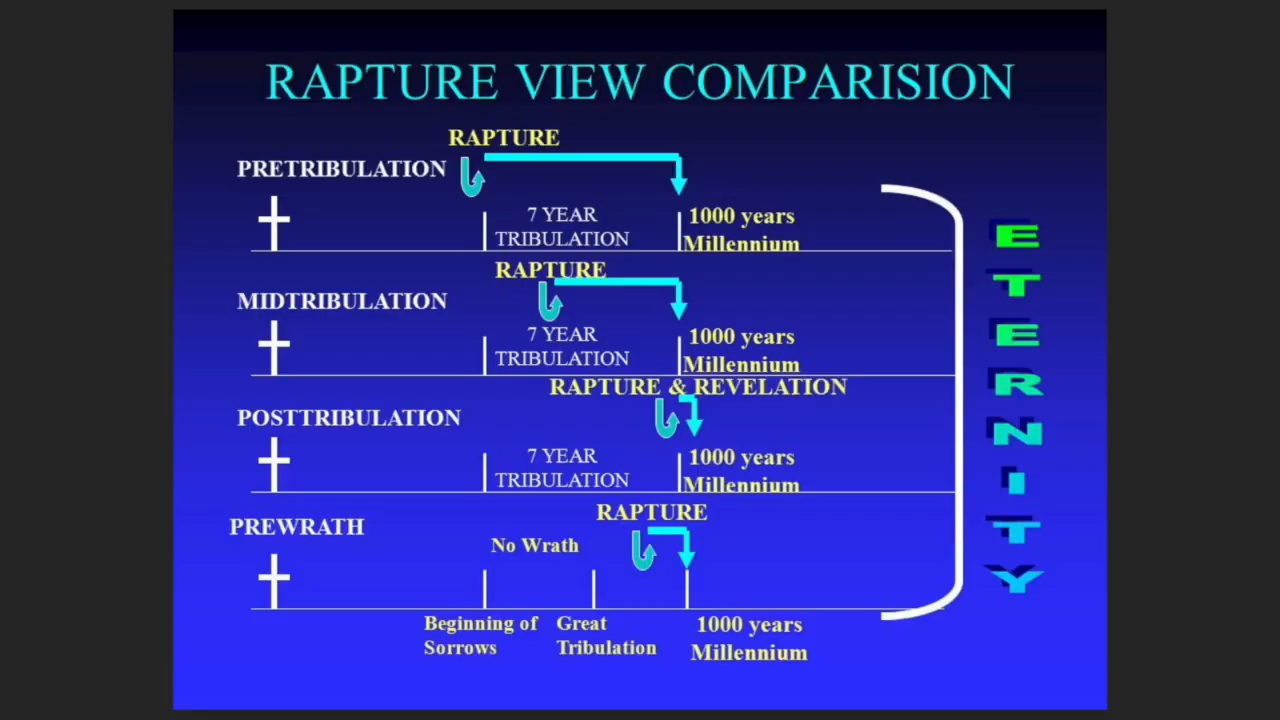 RAPTURE VIEW COMPARISION
RAPTURE
PRETRIBULATION
7 YEAR
TRIBULATION
1000 years
Millennium
RAPTURE
MIDTRIBULATION
7 YEAR
TRIBULATION
1000 years
Millennium
RAPTURE & REVELATION
POSTTRIBULATION
7 YEAR
TRIBULATION
1000 years
Millennium
RAPTURE
PREWRATH
No Wrath
Beginning of
Sorrows
Great
Tribulation
1000 years
Millennium
ETERNITY